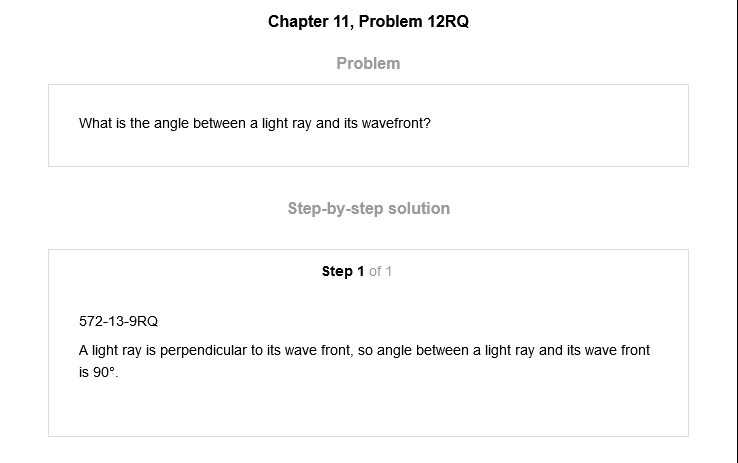 Chapter 11, Problem 12RQ
Problem
What is the angle between a light ray and its wavefront?
Step-by-step solution
Step 1 of 1
572-13-9RQ
A light ray is perpendicular to its wave front, so angle between a light ray and its wave front
is 90°.